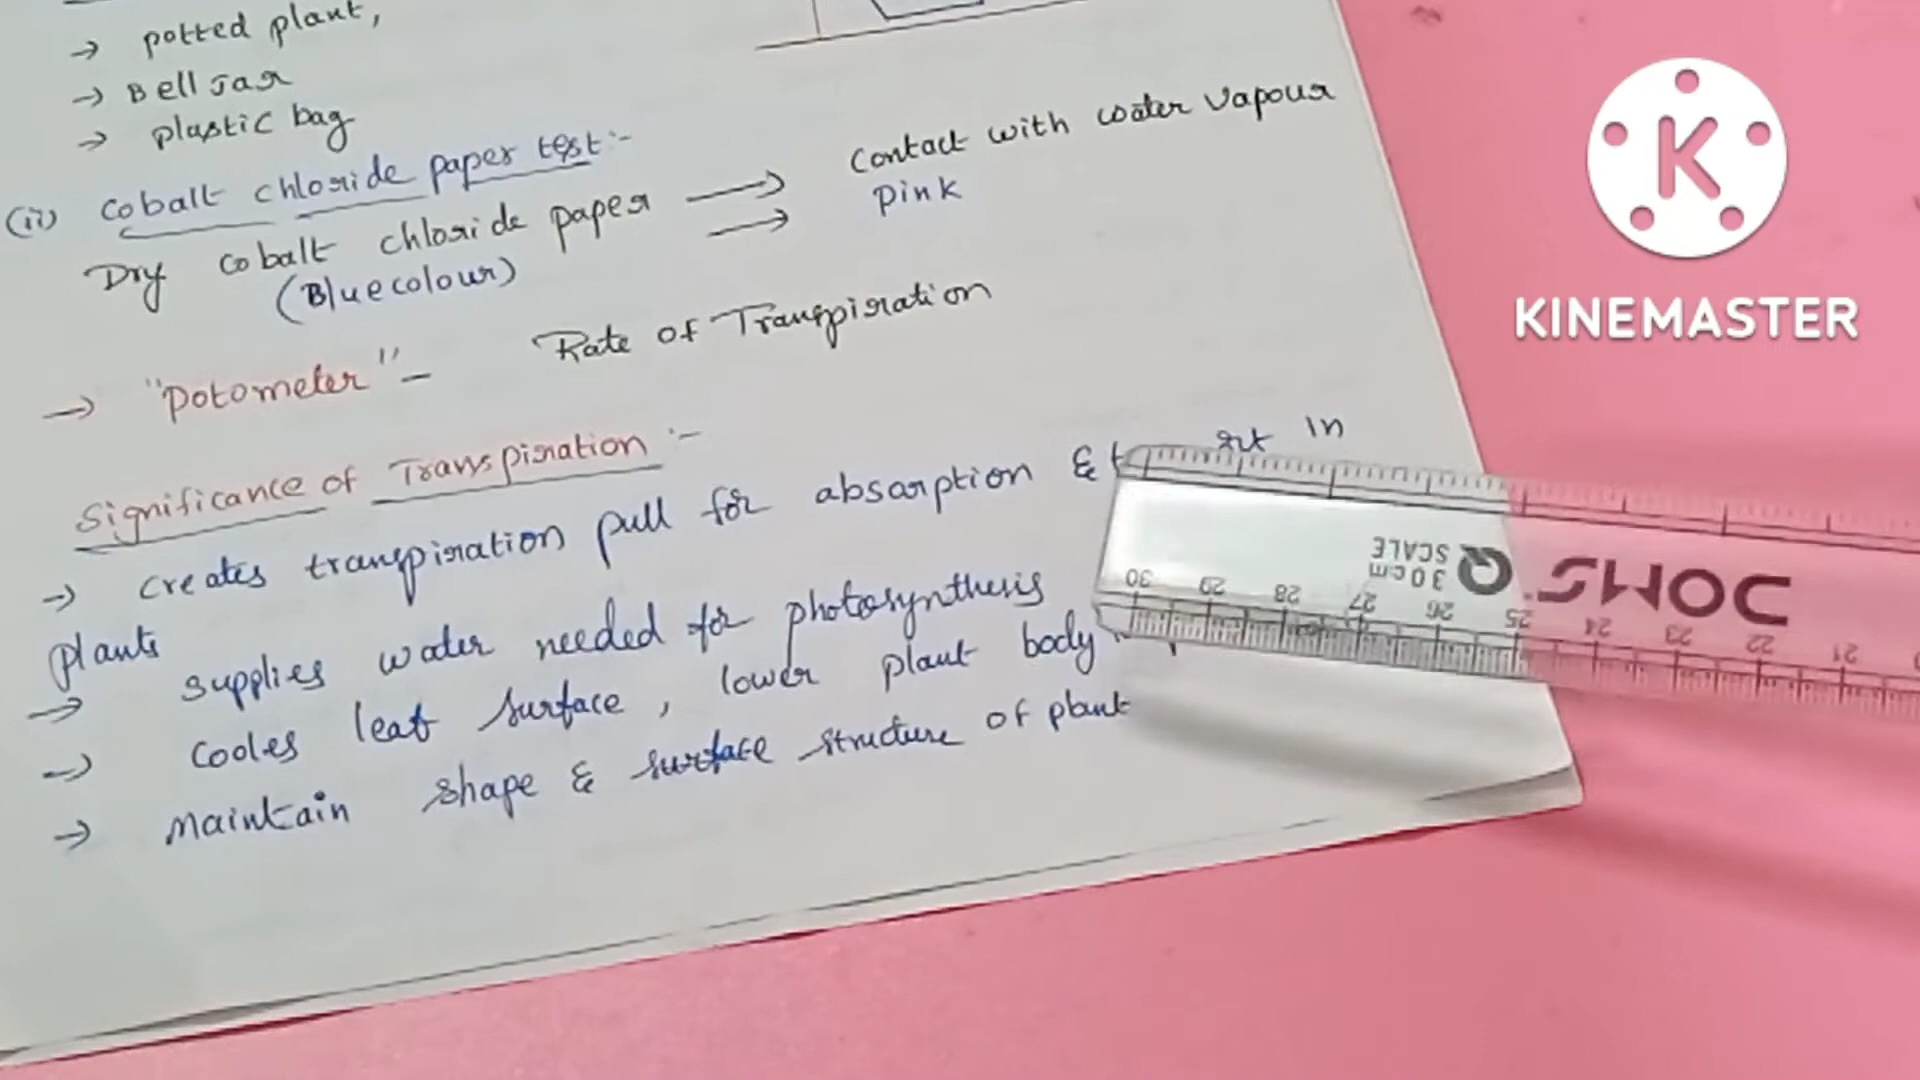 → potted plant,
→ Bell Jar
→ plastic bag
(ii) Cobalt chloride paper test:-
Dry cobalt chloride paper → Contact with water vapour
(Blue colour) → Pink
→ "Potometer" - Rate of Transpiration
Significance of Transpiration :-
→ Creates transpiration pull for absorption & in
plants
→ supplies water needed for photosynthesis
→ cooles leaf surface, lower plant body
→ Maintain shape & surface structure of plant
K
KINEMASTER
DOMS Q 30cm SCALE
30 29 28 27 26 25 24 23 22 21